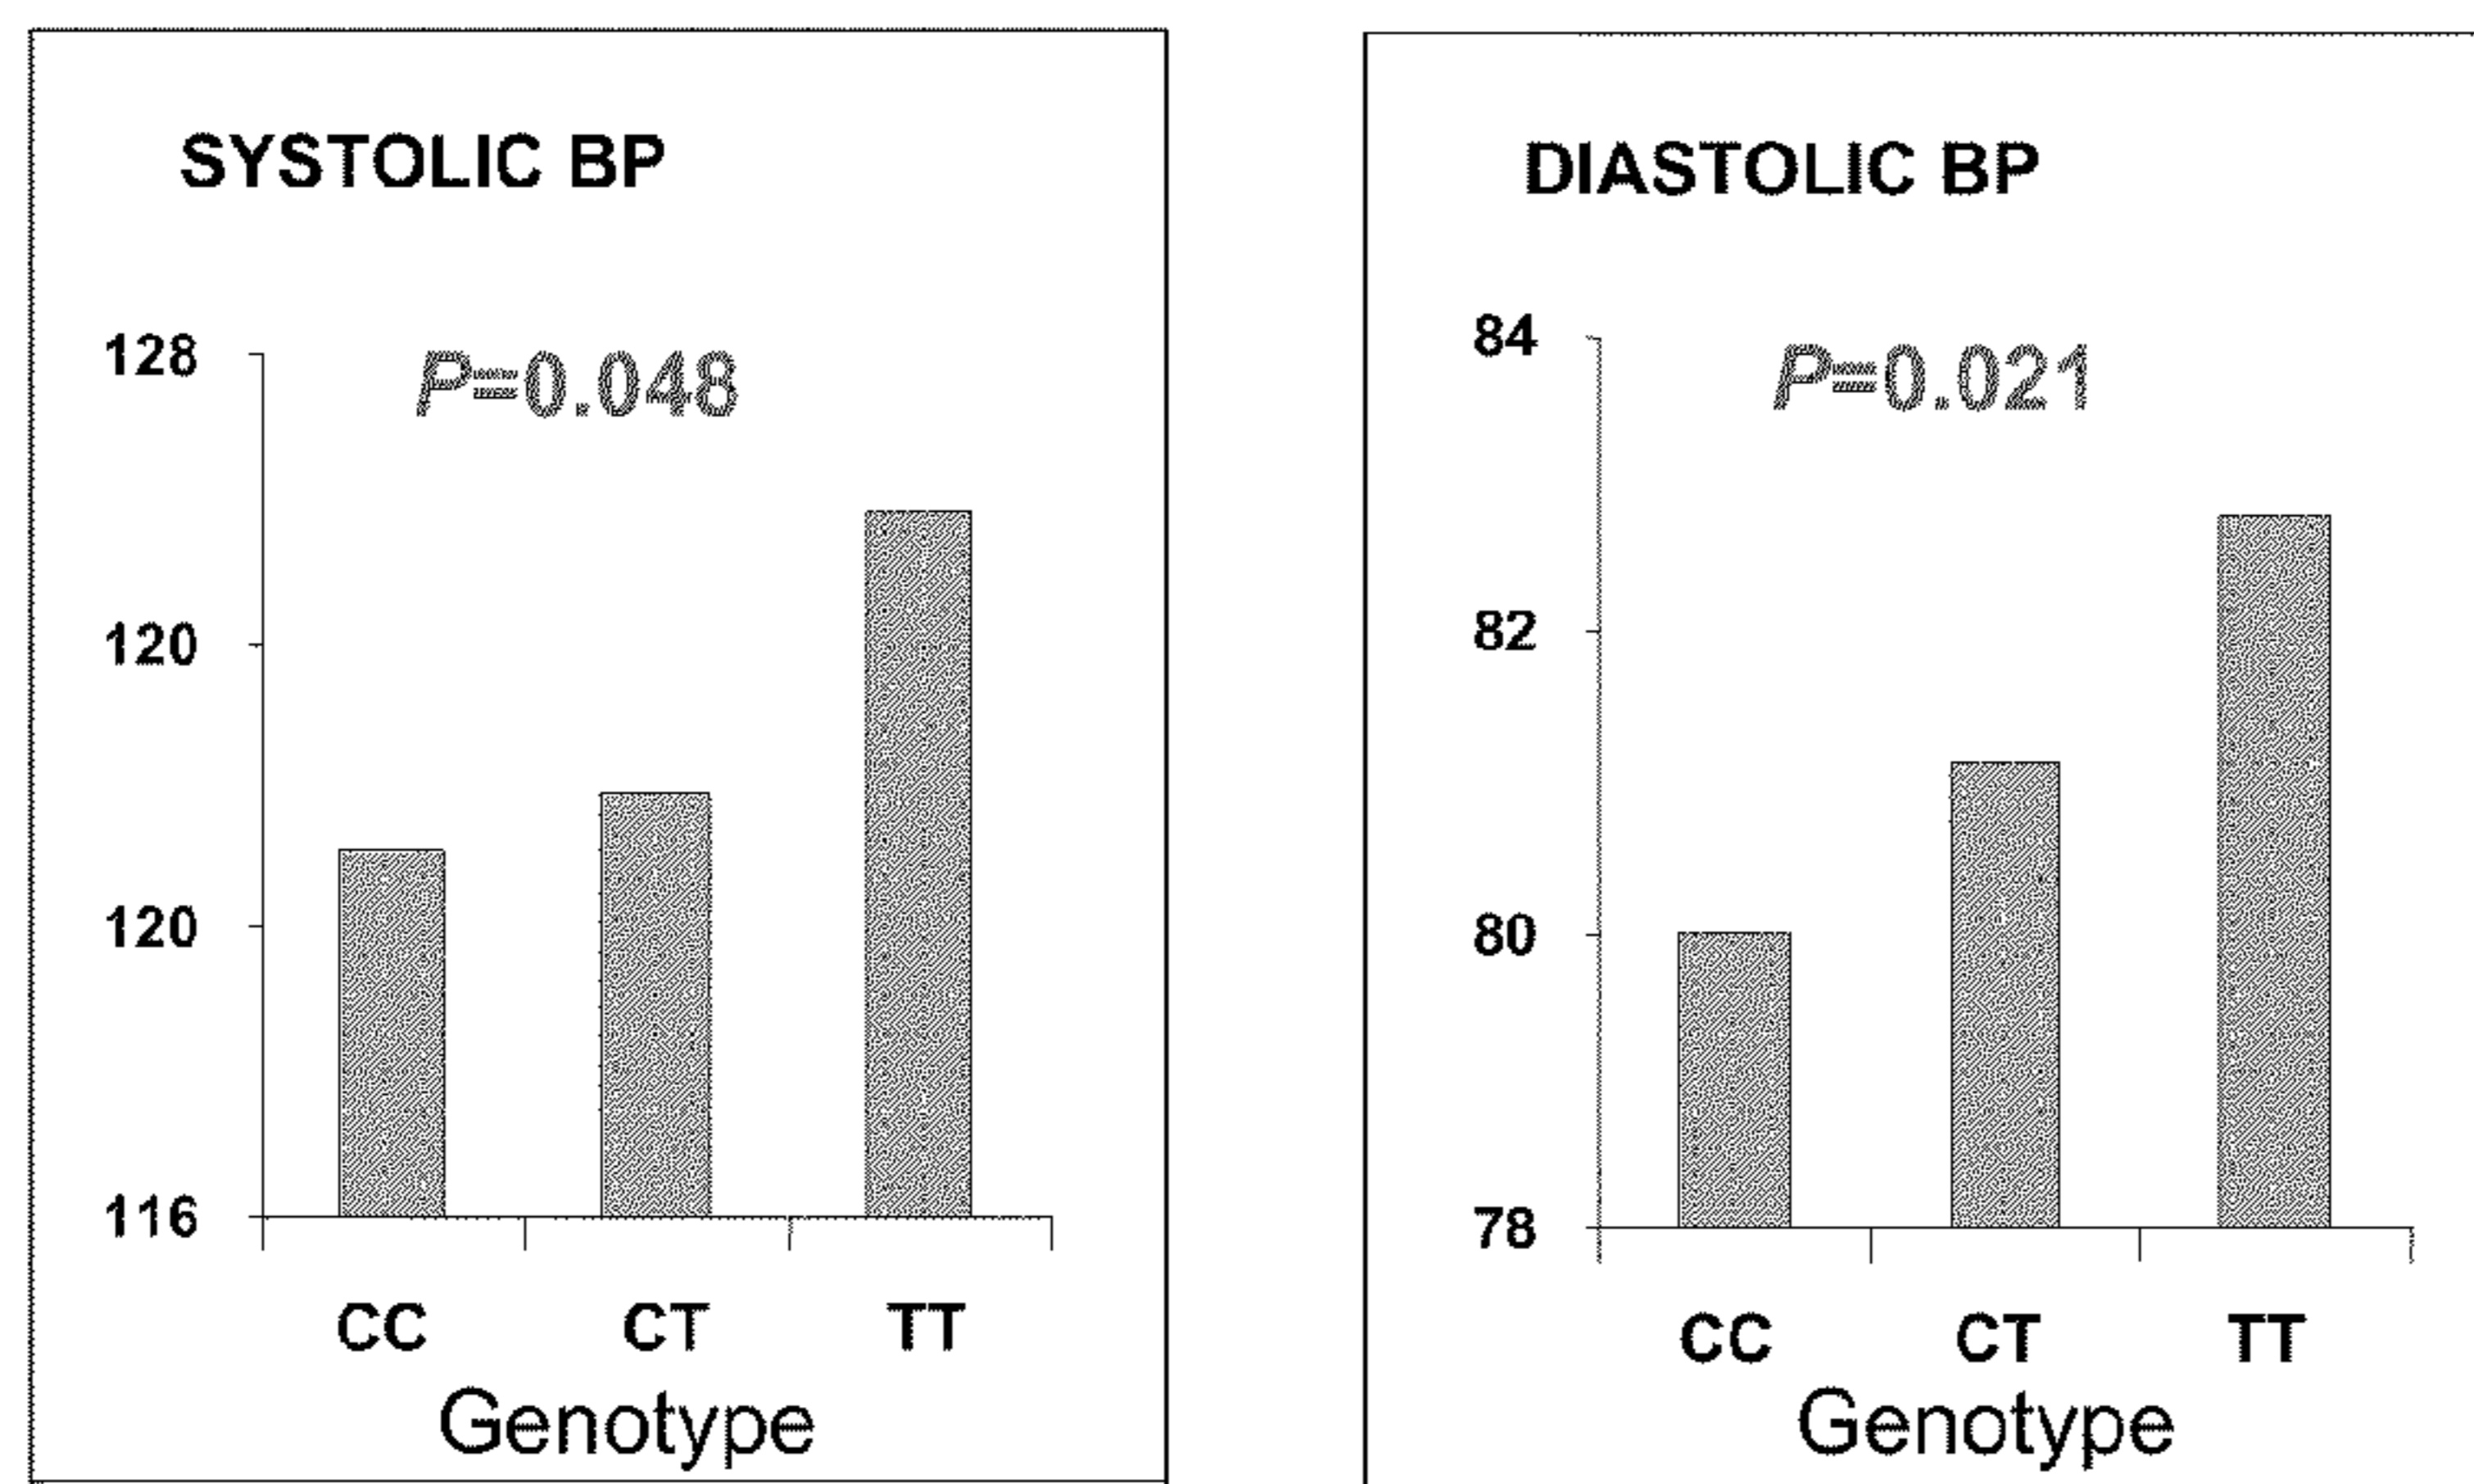 SYSTOLIC BP
128
P=0.048
120
120
116
CC CT TT
Genotype
DIASTOLIC BP
84
P=0.021
82
80
78
CC CT TT
Genotype